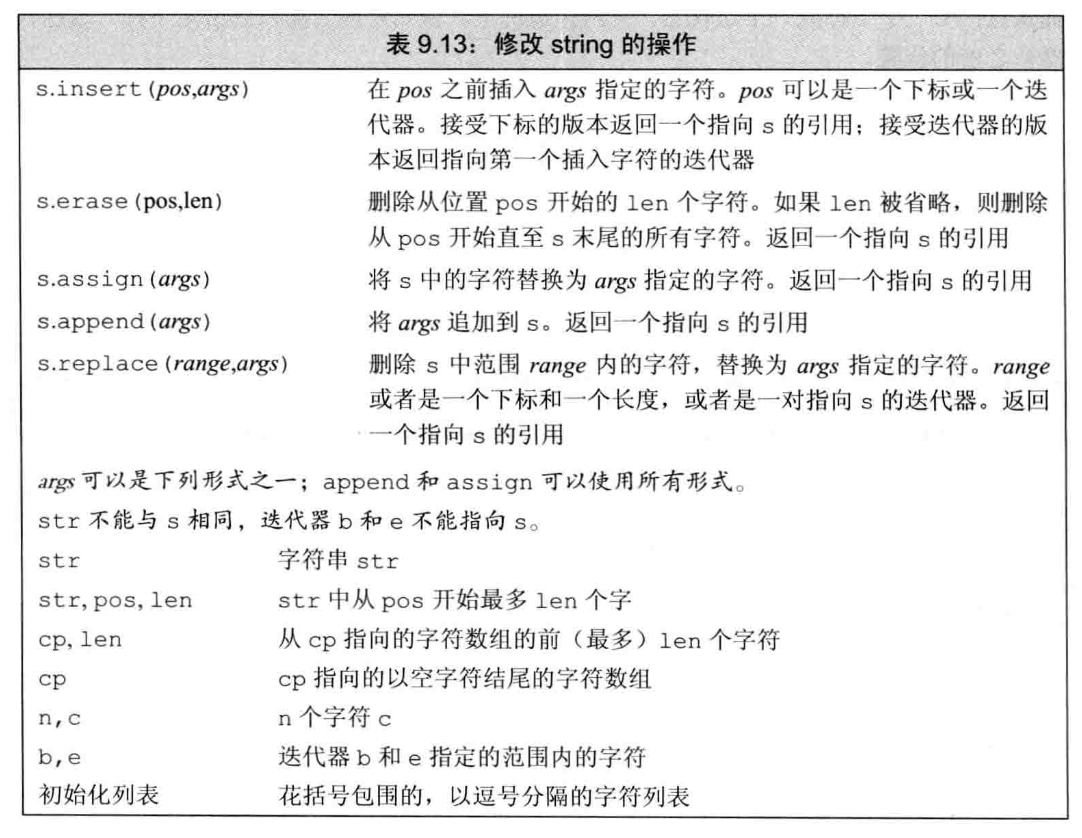 表 9.13：修改 string 的操作
s.insert(pos,args) 在 pos 之前插入 args 指定的字符。pos 可以是一个下标或一个迭
代器。接受下标的版本返回一个指向 s 的引用；接受迭代器的版
本返回指向第一个插入字符的迭代器
s.erase(pos,len) 删除从位置 pos 开始的 len 个字符。如果 len 被省略，则删除
从 pos 开始直至 s 末尾的所有字符。返回一个指向 s 的引用
s.assign(args) 将 s 中的字符替换为 args 指定的字符。返回一个指向 s 的引用
s.append(args) 将 args 追加到 s。返回一个指向 s 的引用
s.replace(range,args) 删除 s 中范围 range 内的字符，替换为 args 指定的字符。range
或者是一个下标和一个长度，或者是一对指向 s 的迭代器。返回
一个指向 s 的引用
args 可以是下列形式之一；append 和 assign 可以使用所有形式。
str 不能与 s 相同，迭代器 b 和 e 不能指向 s。
str 字符串 str
str,pos,len str 中从 pos 开始最多 len 个字
cp,len 从 cp 指向的字符数组的前（最多）len 个字符
cp cp 指向的以空字符结尾的字符数组
n,c n 个字符 c
b,e 迭代器 b 和 e 指定的范围内的字符
初始化列表 花括号包围的，以逗号分隔的字符列表